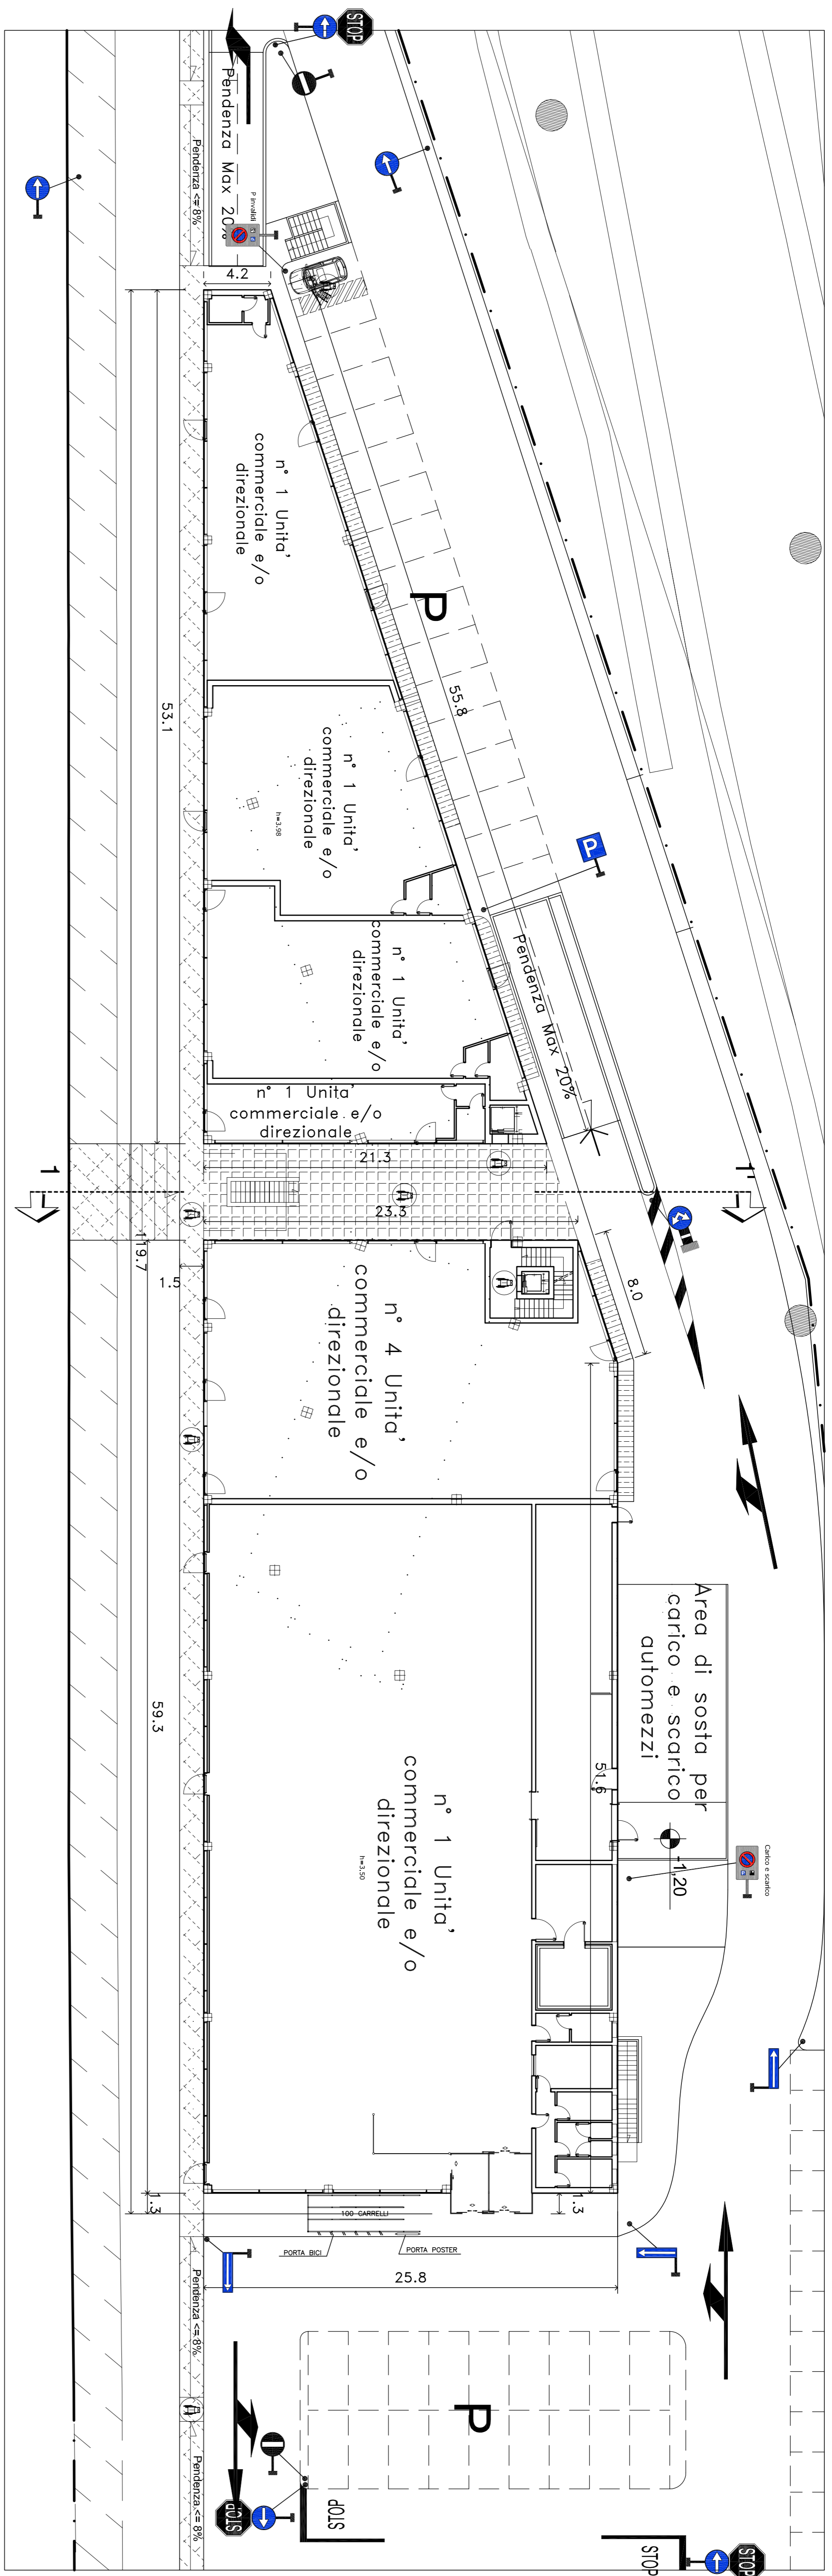 STOP
Pendenza Max 20%
Pendenza <= 8%
P invalidi
4.2
n° 1 Unita'
commerciale e/o
direzionale
P
55.8
53.1
n° 1 Unita'
commerciale e/o
direzionale
h=3.98
P
n° 1 Unita'
commerciale e/o
direzionale
Pendenza Max 20%
n° 1 Unita'
commerciale e/o
direzionale
21.3
1
1'
23.3
119.7
1.5
8.0
n° 4 Unita'
commerciale e/o
direzionale
Area di sosta per
carico e scarico
automezzi
59.3
51.6
n° 1 Unita'
commerciale e/o
direzionale
h=3.50
-1,20
Carico e scarico
1.3
1.3
100 CARRELLI
PORTA BICI
PORTA POSTER
25.8
Pendenza <= 8%
P
Pendenza <= 8%
STOP
STOP
STOP
STOP